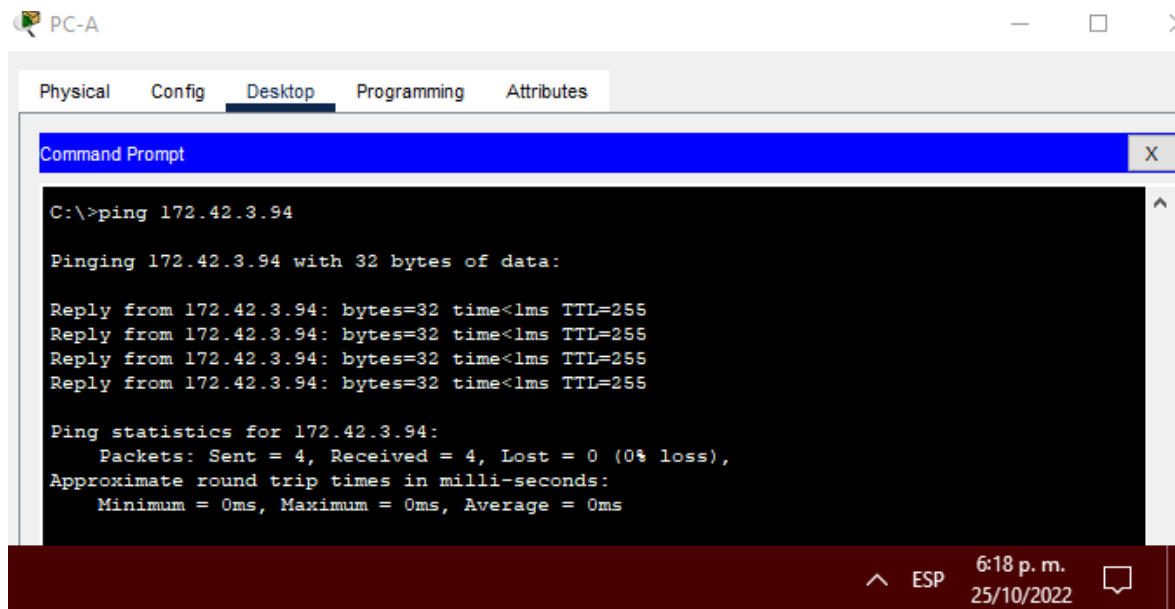 PC-A
Physical Config Desktop Programming Attributes
Command Prompt X
C:\>ping 172.42.3.94
Pinging 172.42.3.94 with 32 bytes of data:
Reply from 172.42.3.94: bytes=32 time<1ms TTL=255
Reply from 172.42.3.94: bytes=32 time<1ms TTL=255
Reply from 172.42.3.94: bytes=32 time<1ms TTL=255
Reply from 172.42.3.94: bytes=32 time<1ms TTL=255
Ping statistics for 172.42.3.94:
Packets: Sent = 4, Received = 4, Lost = 0 (0% loss),
Approximate round trip times in milli-seconds:
Minimum = 0ms, Maximum = 0ms, Average = 0ms
ESP
6:18 p. m.
25/10/2022